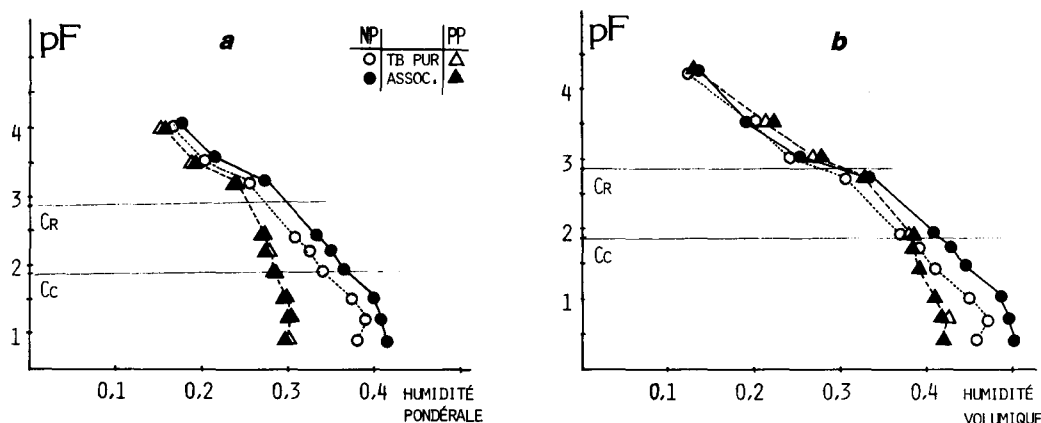 pF
a
NP PP
TB PUR
ASSOC.
4
3
CR
2
CC
1
0,1 0,2 0,3 0,4 HUMIDITÉ
PONDÉRALE
pF
b
4
3
CR
2
CC
1
0,1 0,2 0,3 0,4 HUMIDITÉ
VOLUMIQUE